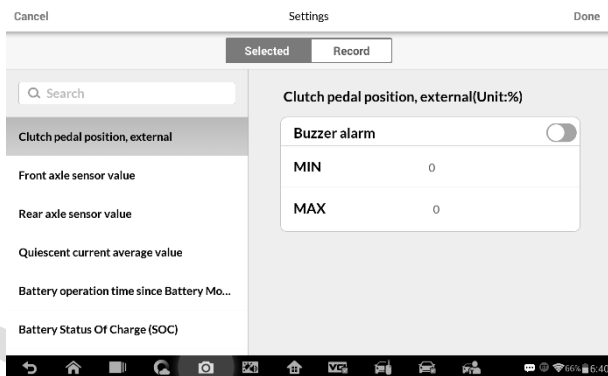 Cancel Settings Done
Selected Record
Search
Clutch pedal position, external(Unit:%)
Clutch pedal position, external
Buzzer alarm
Front axle sensor value
MIN 0
Rear axle sensor value
MAX 0
Quiescent current average value
Battery operation time since Battery Mo...
Battery Status Of Charge (SOC)
66% 6:40